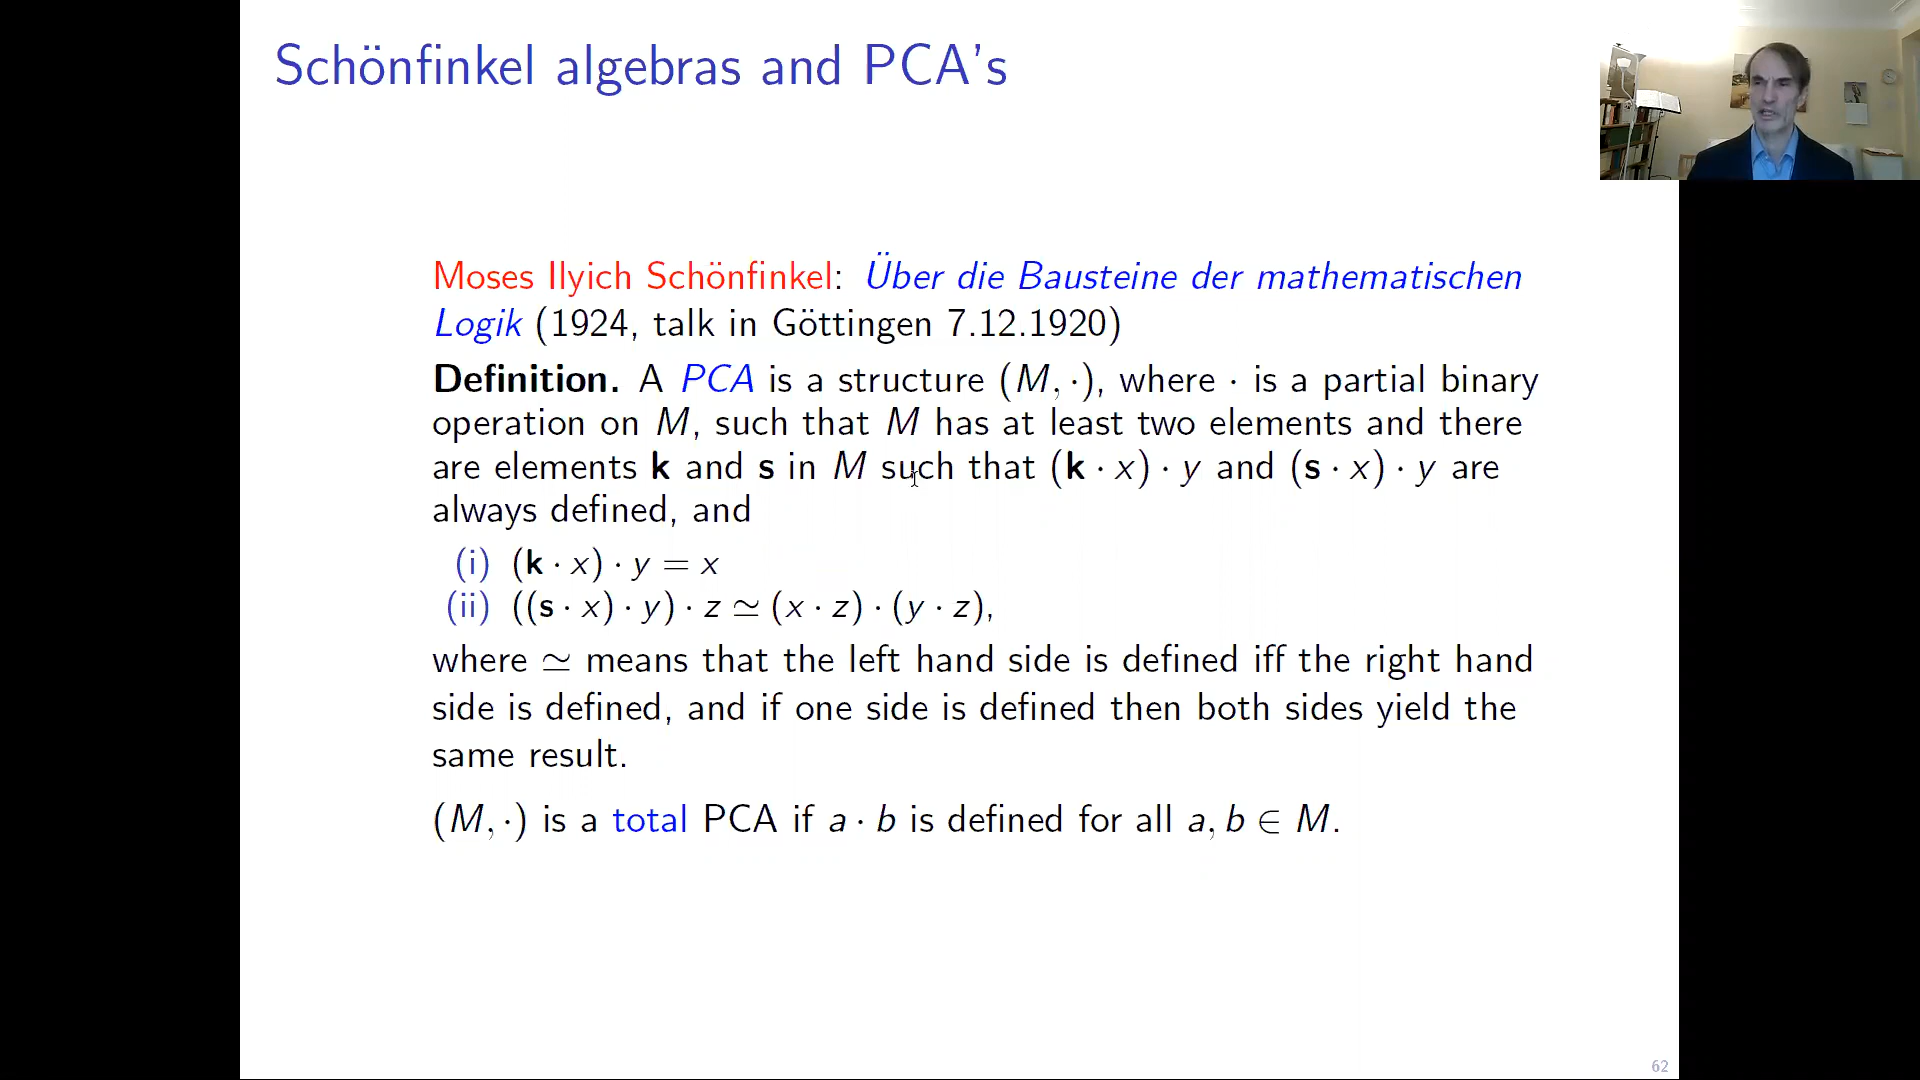 Schönfinkel algebras and PCA's
Moses Ilyich Schönfinkel: Über die Bausteine der mathematischen
Logik (1924, talk in Göttingen 7.12.1920)
Definition. A PCA is a structure (M, ·), where · is a partial binary
operation on M, such that M has at least two elements and there
are elements k and s in M such that (k · x) · y and (s · x) · y are
always defined, and
(i) (k · x) · y = x
(ii) ((s · x) · y) · z ≃ (x · z) · (y · z),
where ≃ means that the left hand side is defined iff the right hand
side is defined, and if one side is defined then both sides yield the
same result.
(M, ·) is a total PCA if a · b is defined for all a, b ∈ M.
62